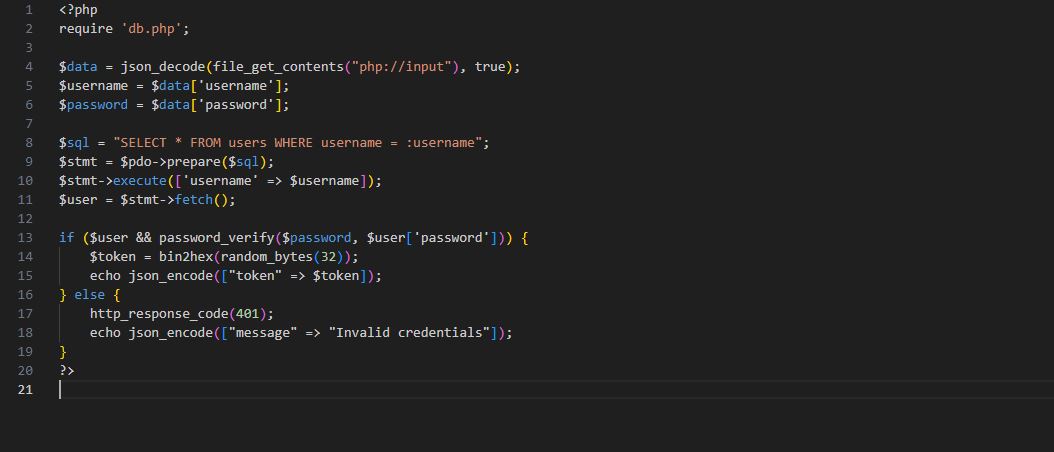 1 <?php
2 require 'db.php';
3
4 $data = json_decode(file_get_contents("php://input"), true);
5 $username = $data['username'];
6 $password = $data['password'];
7
8 $sql = "SELECT * FROM users WHERE username = :username";
9 $stmt = $pdo->prepare($sql);
10 $stmt->execute(['username' => $username]);
11 $user = $stmt->fetch();
12
13 if ($user && password_verify($password, $user['password'])) {
14     $token = bin2hex(random_bytes(32));
15     echo json_encode(["token" => $token]);
16 } else {
17     http_response_code(401);
18     echo json_encode(["message" => "Invalid credentials"]);
19 }
20 ?>
21